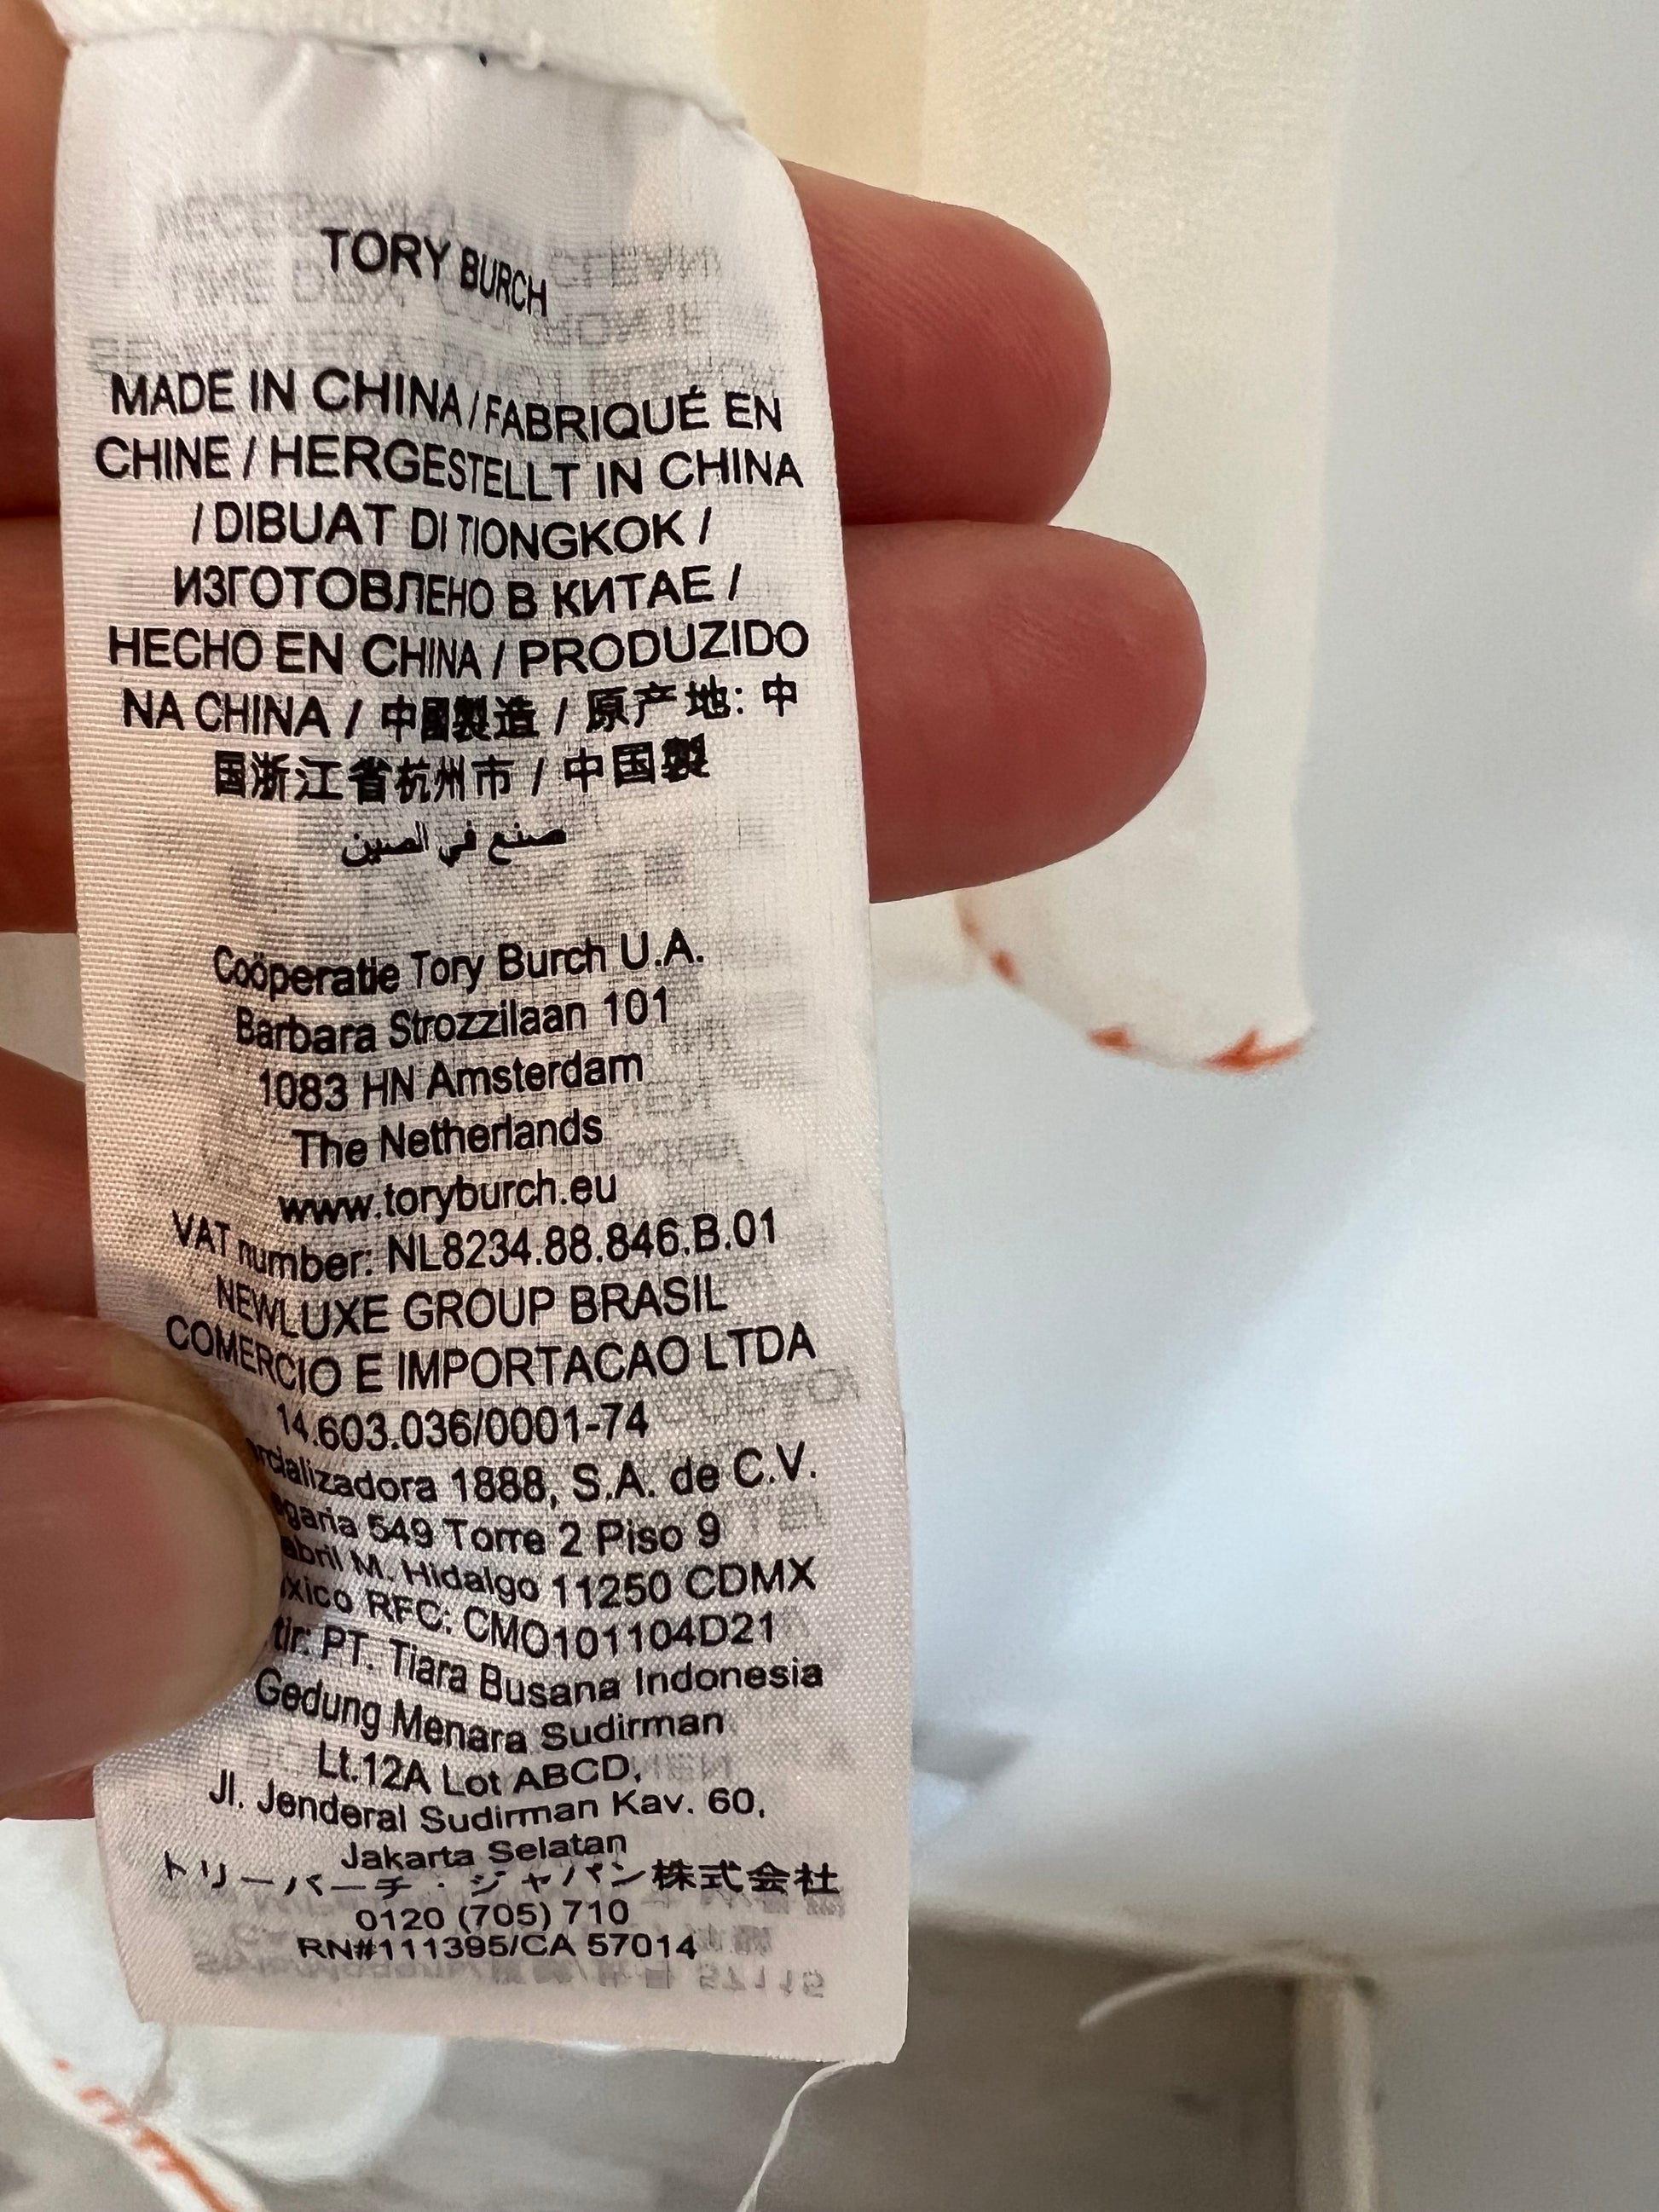 TORY BURCH
MADE IN CHINA / FABRIQUÉ EN
CHINE / HERGESTELLT IN CHINA
/ DIBUAT DI TIONGKOK /
ИЗГОТОВЛЕНО В КИТАЕ /
HECHO EN CHINA / PRODUZIDO
NA CHINA / 中國製造 / 原产地: 中
国浙江省杭州市 / 中国製
صنع في الصين
Coöperatie Tory Burch U.A.
Barbara Strozzilaan 101
1083 HN Amsterdam
The Netherlands
www.toryburch.eu
VAT number: NL8234.88.846.B.01
NEWLUXE GROUP BRASIL
COMERCIO E IMPORTACAO LTDA
14.603.036/0001-74
1888, S.A. de C.V.
549 Torre 2 Piso 9
M. Hidalgo 11250 CDMX
RFC: CMO101104D21
PT. Tiara Busana Indonesia
Gedung Menara Sudirman
Lt.12A Lot ABCD,
Jl. Jenderal Sudirman Kav. 60,
Jakarta Selatan
トリーバーチ・ジャパン株式会社
0120 (705) 710
RN#111395/CA 57014